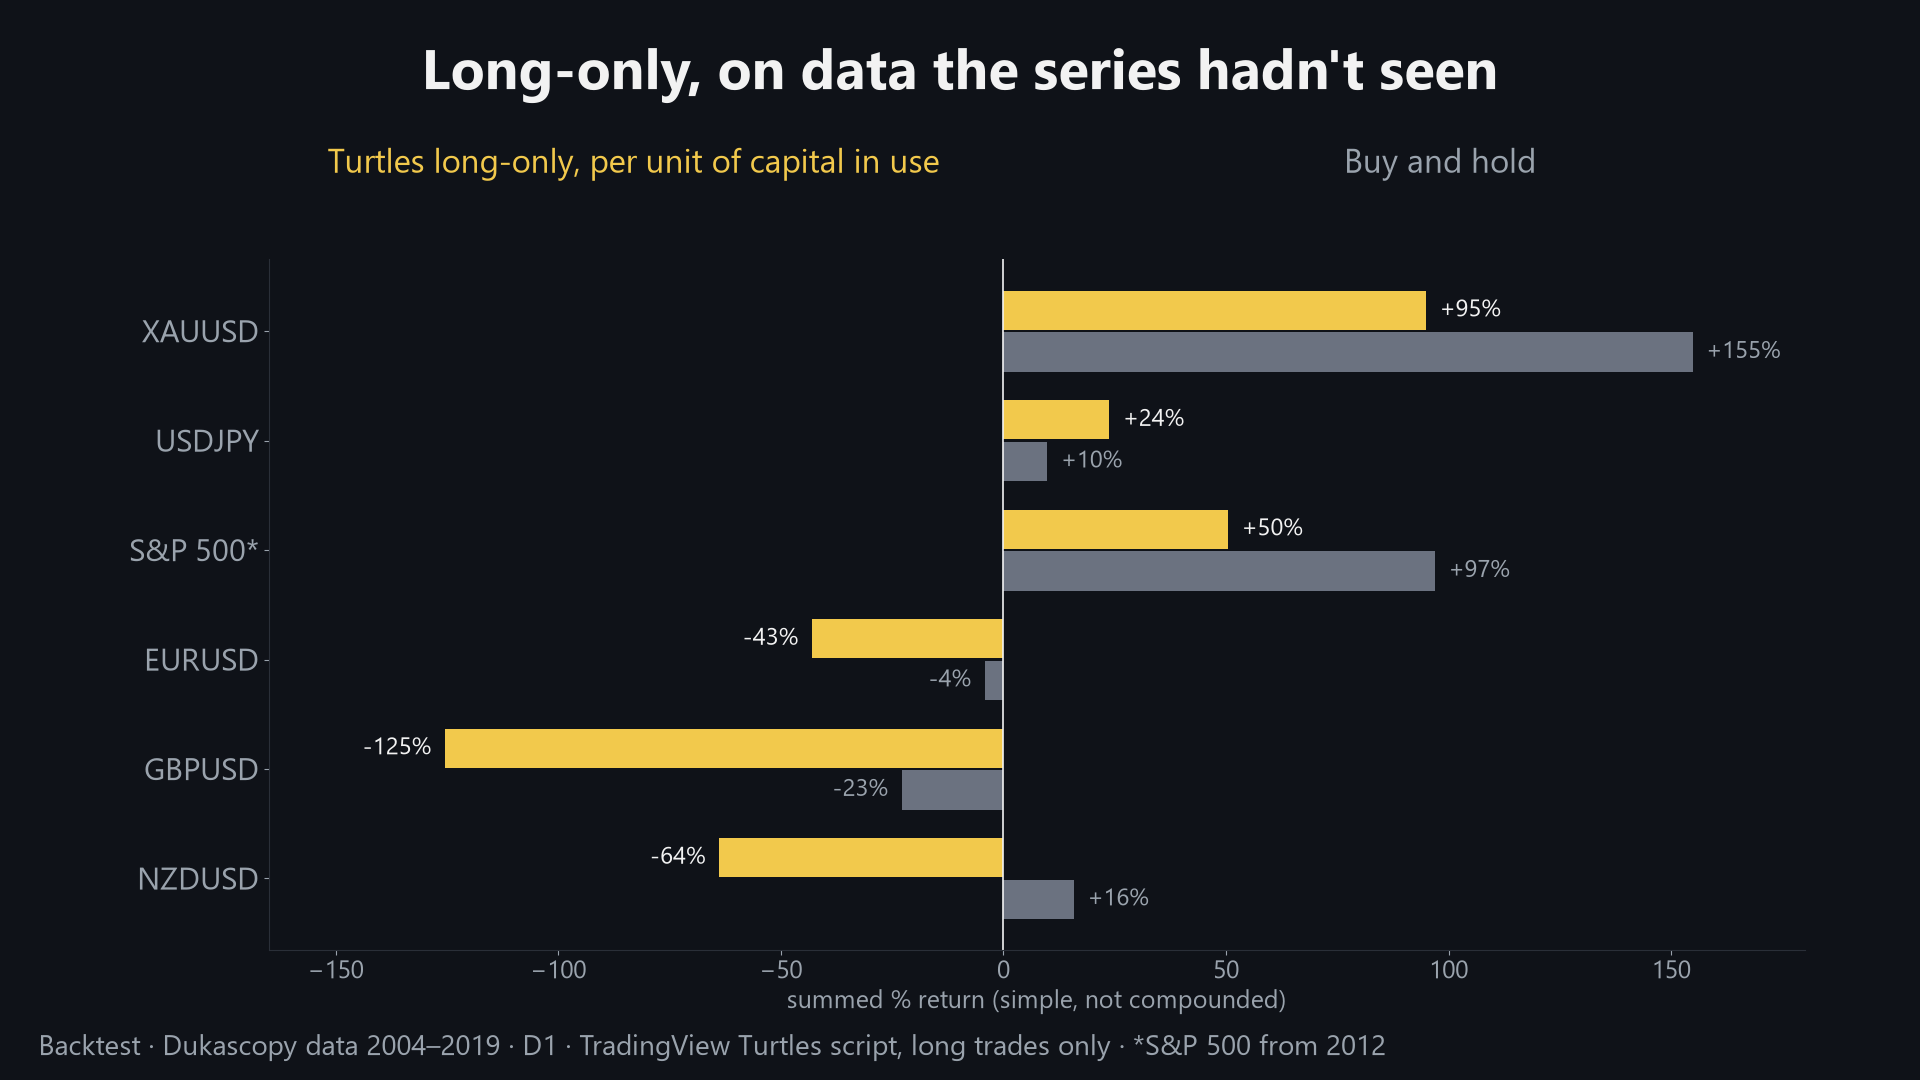 Long-only, on data the series hadn't seen
Turtles long-only, per unit of capital in use
Buy and hold
XAUUSD
+95%
+155%
USDJPY
+24%
+10%
S&P 500*
+50%
+97%
EURUSD
-43%
-4%
GBPUSD
-125%
-23%
NZDUSD
-64%
+16%
−150 −100 −50 0 50 100 150
summed % return (simple, not compounded)
Backtest · Dukascopy data 2004–2019 · D1 · TradingView Turtles script, long trades only · *S&P 500 from 2012